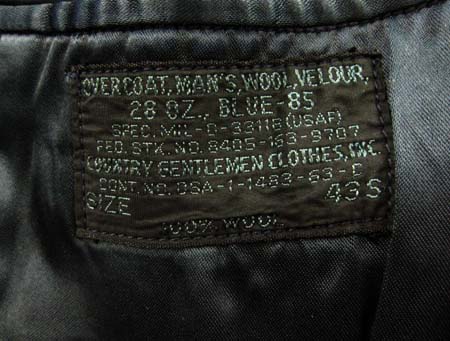 OVERCOAT, MAN'S, WOOL VELOUR,
28 OZ., BLUE-85
SPEC. MIL-O-3311B (USAF)
FED. STK. NO. 8405-163-9707
COUNTRY GENTLEMEN CLOTHES, INC.
CONT. NO. DSA-1-1483-63-C
SIZE 43 S
100% WOOL